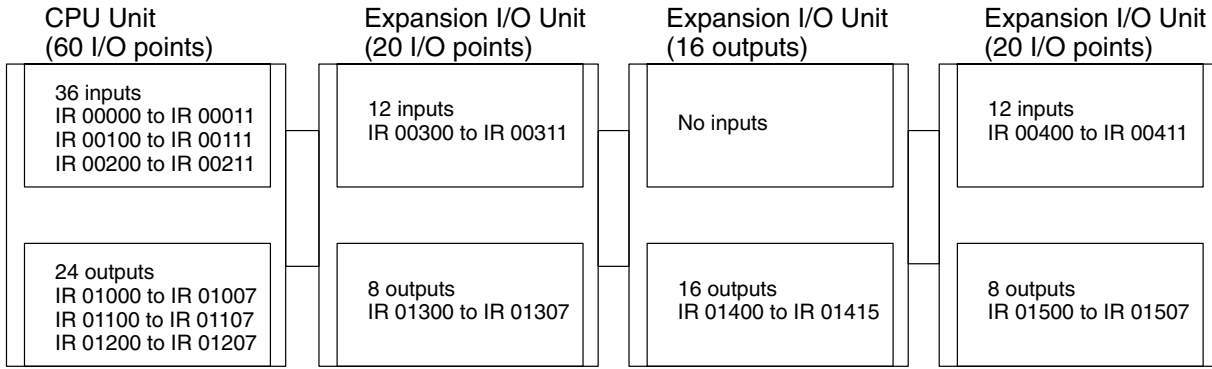 CPU Unit
(60 I/O points)
36 inputs
IR 00000 to IR 00011
IR 00100 to IR 00111
IR 00200 to IR 00211
24 outputs
IR 01000 to IR 01007
IR 01100 to IR 01107
IR 01200 to IR 01207
Expansion I/O Unit
(20 I/O points)
12 inputs
IR 00300 to IR 00311
8 outputs
IR 01300 to IR 01307
Expansion I/O Unit
(16 outputs)
No inputs
16 outputs
IR 01400 to IR 01415
Expansion I/O Unit
(20 I/O points)
12 inputs
IR 00400 to IR 00411
8 outputs
IR 01500 to IR 01507